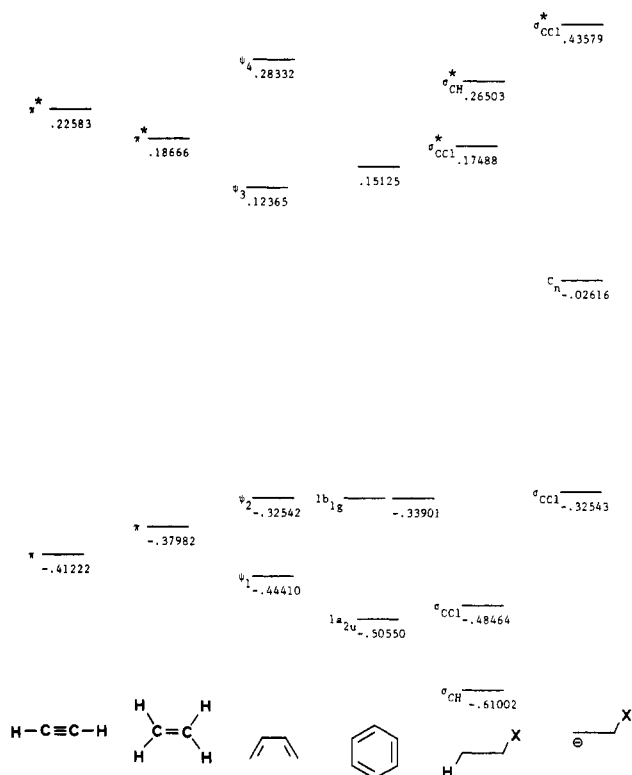 σ*CCl .43579
ψ4 .28332
σ*CH .26503
π* .22583
π* .18666
σ*CCl .17488
.15125
ψ3 .12365
Cn -.02616
ψ2 -.32542
1b1g -.33901
σCCl -.32543
π -.37982
π -.41222
ψ1 -.44410
σCCl -.48464
1a2u -.50550
σCH -.61002
H H X X
H-C≡C-H C=C
H H ⊖
H